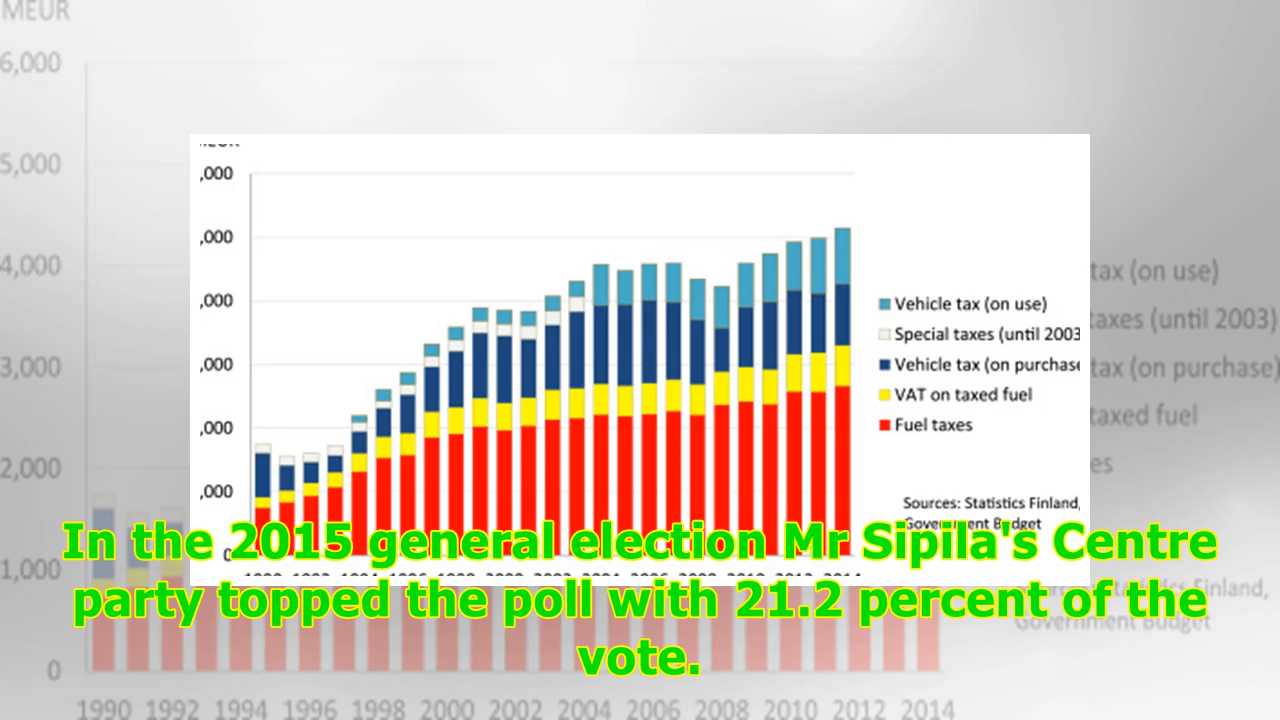 MEUR
6,000
5,000
4,000
3,000
2,000
1,000
0
,000
,000
,000
,000
,000
,000
0
Vehicle tax (on use)
Special taxes (until 2003
Vehicle tax (on purchase
VAT on taxed fuel
Fuel taxes
Sources: Statistics Finland,
Government Budget
tax (on use)
taxes (until 2003)
tax (on purchase)
taxed fuel
es
In the 2015 general election Mr Sipila's Centre
party topped the poll with 21.2 percent of the
vote.
Finland,
Government Budget
1990 1992 1994 1996 1998 2000 2002 2004 2006 2008 2010 2012 2014